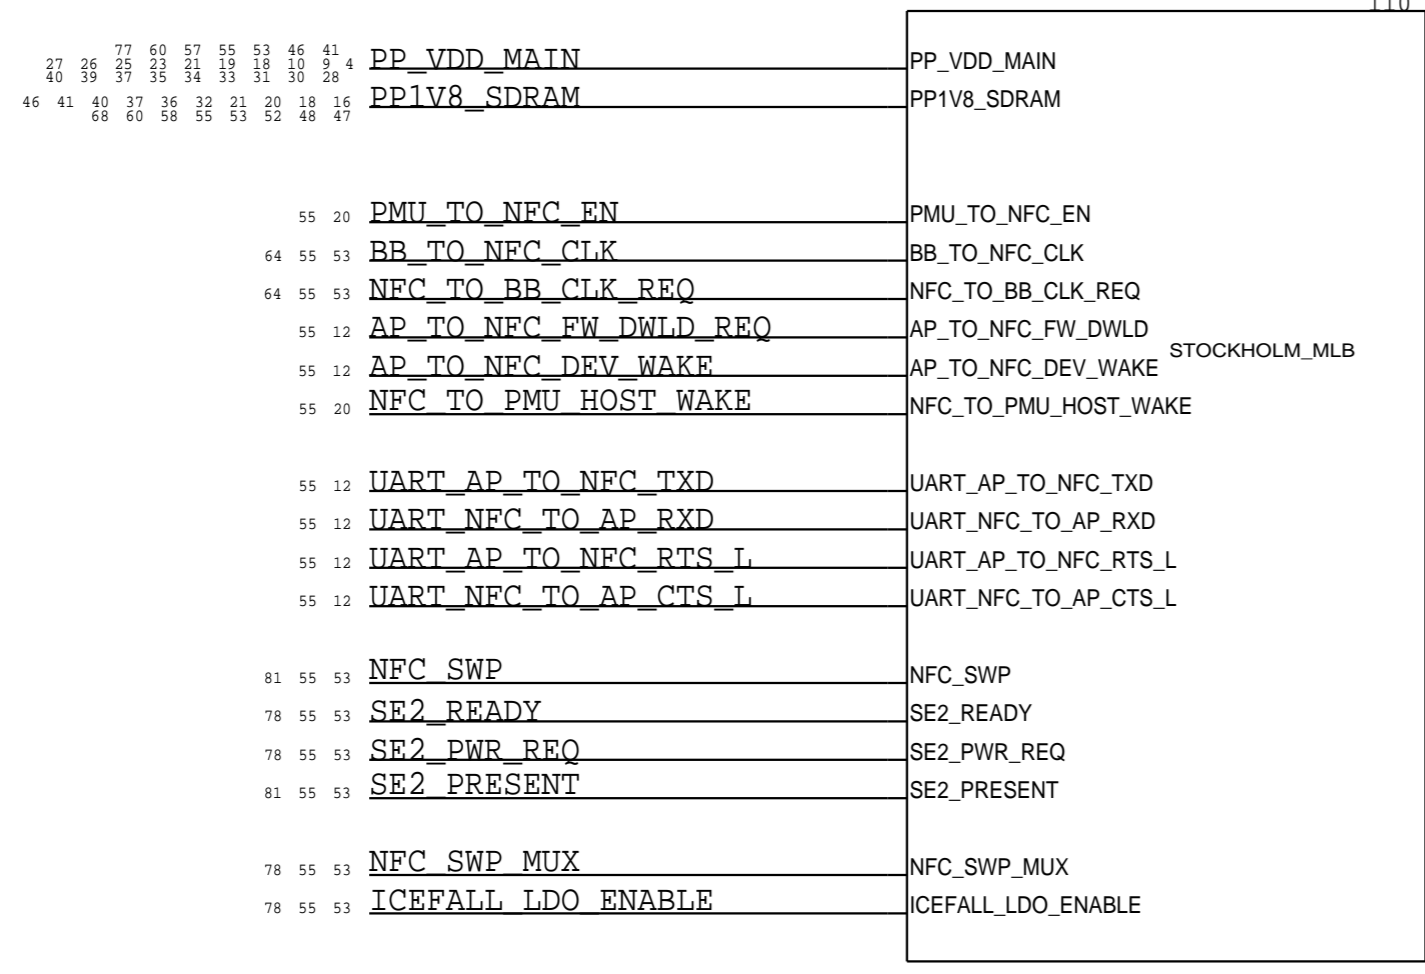 110
77 60 57 55 53 46 41
27 26 25 23 21 19 18 10 9 4 PP_VDD_MAIN PP_VDD_MAIN
40 39 37 35 34 33 31 30 28
46 41 40 37 36 32 21 20 18 16 PP1V8_SDRAM PP1V8_SDRAM
68 60 58 55 53 52 48 47
55 20 PMU_TO_NFC_EN PMU_TO_NFC_EN
64 55 53 BB_TO_NFC_CLK BB_TO_NFC_CLK
64 55 53 NFC_TO_BB_CLK_REQ NFC_TO_BB_CLK_REQ
55 12 AP_TO_NFC_FW_DWLD_REQ AP_TO_NFC_FW_DWLD
STOCKHOLM_MLB
55 12 AP_TO_NFC_DEV_WAKE AP_TO_NFC_DEV_WAKE
55 20 NFC_TO_PMU_HOST_WAKE NFC_TO_PMU_HOST_WAKE
55 12 UART_AP_TO_NFC_TXD UART_AP_TO_NFC_TXD
55 12 UART_NFC_TO_AP_RXD UART_NFC_TO_AP_RXD
55 12 UART_AP_TO_NFC_RTS_L UART_AP_TO_NFC_RTS_L
55 12 UART_NFC_TO_AP_CTS_L UART_NFC_TO_AP_CTS_L
81 55 53 NFC_SWP NFC_SWP
78 55 53 SE2_READY SE2_READY
78 55 53 SE2_PWR_REQ SE2_PWR_REQ
81 55 53 SE2_PRESENT SE2_PRESENT
78 55 53 NFC_SWP_MUX NFC_SWP_MUX
78 55 53 ICEFALL_LDO_ENABLE ICEFALL_LDO_ENABLE